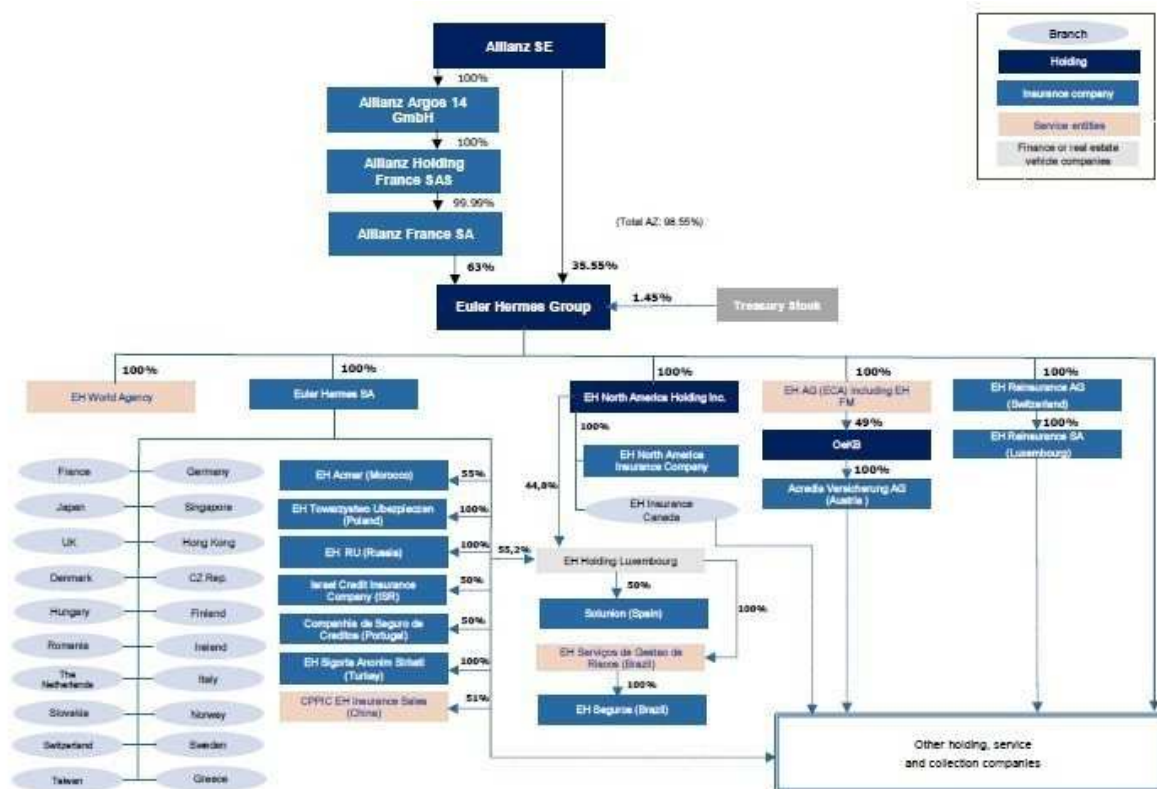 Allianz SE
Branch
Holding
Insurance company
Service entities
Finance or real estate
vehicle companies
100%
Allianz Argos 14
GmbH
100%
Allianz Holding
France SAS
99.99%
Allianz France SA
(Total AZ: 98.55%)
63%
35.55%
Euler Hermes Group
1.45%
Treasury Stock
100%
100%
100%
100%
100%
EH World Agency
Euler Hermes SA
EH North America Holding Inc.
EH AG (ECA) including EH
FM
EH Reinsurance AG
(Switzerland)
100%
49%
100%
France
Germany
Japan
Singapore
UK
Hong Kong
Denmark
CZ Rep.
Hungary
Finland
Romania
Ireland
The
Netherlands
Italy
Slovakia
Norway
Switzerland
Sweden
Taiwan
Greece
EH Acmar (Morocco)
55%
EH Towarzystwo Ubezpieczen
(Poland)
100%
EH RU (Russia)
100%
Israel Credit Insurance
Company (ISR)
50%
Companhia de Seguro de
Creditos (Portugal)
50%
EH Sigorta Anonim Sirketi
(Turkey)
100%
CPPIC EH Insurance Sales
(China)
51%
EH North America
Insurance Company
44,8%
EH Insurance
Canada
55,2%
EH Holding Luxembourg
50%
100%
Solunion (Spain)
EH Serviços de Gestao de
Riscos (Brazil)
100%
EH Seguros (Brazil)
OeKB
100%
Acredia Versicherung AG
(Austria )
EH Reinsurance SA
(Luxembourg)
Other holding, service
and collection companies